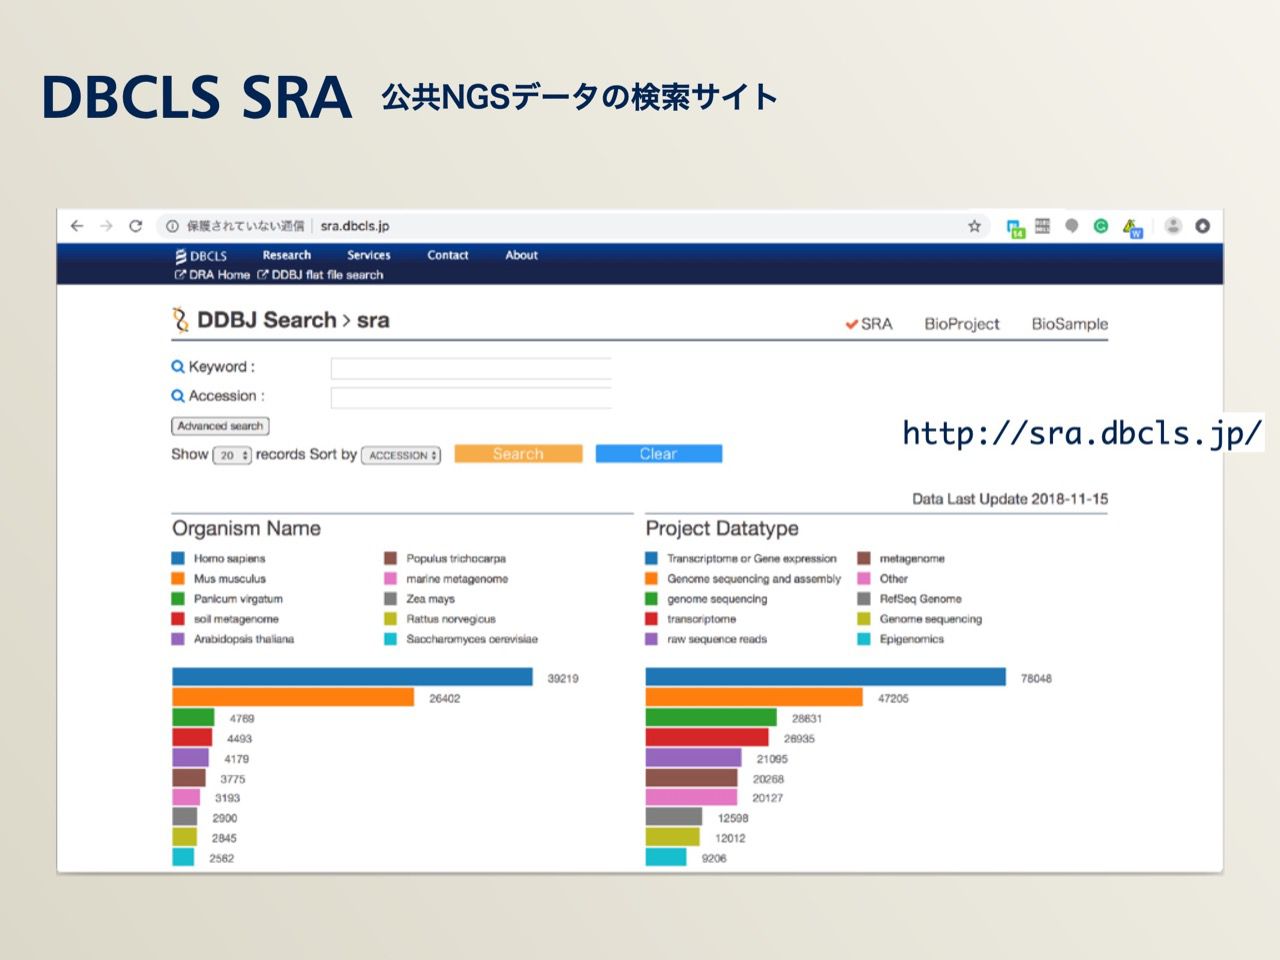 DBCLS SRA 公共NGSデータの検索サイト
保護されていない通信 sra.dbcls.jp
14
W
DBCLS Research Services Contact About
DRA Home DDBJ flat file search
DDBJ Search > sra
SRA BioProject BioSample
Keyword :
Accession :
Advanced search
http://sra.dbcls.jp/
Show 20 records Sort by ACCESSION Search Clear
Data Last Update 2018-11-15
Organism Name
Homo sapiens Populus trichocarpa
Mus musculus marine metagenome
Panicum virgatum Zea mays
soil metagenome Rattus norvegicus
Arabidopsis thaliana Saccharomyces cerevisiae
39219
26402
4769
4493
4179
3775
3193
2900
2845
2562
Project Datatype
Transcriptome or Gene expression metagenome
Genome sequencing and assembly Other
genome sequencing RefSeq Genome
transcriptome Genome sequencing
raw sequence reads Epigenomics
78048
47205
28631
26935
21095
20268
20127
12598
12012
9206